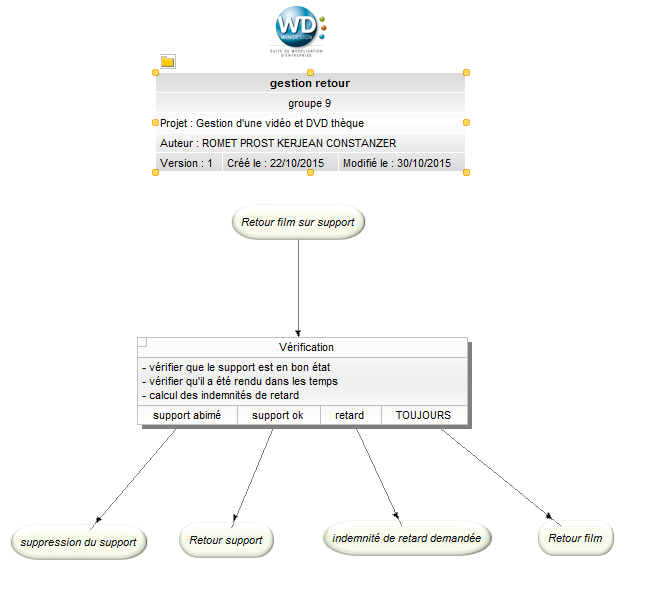 WD
WIN DESIGN
SUITE DE MODÉLISATION
D'ENTREPRISE
gestion retour
groupe 9
Projet : Gestion d'une vidéo et DVD thèque
Auteur : ROMET PROST KERJEAN CONSTANZER
Version : 1 Créé le : 22/10/2015 Modifié le : 30/10/2015
Retour film sur support
Vérification
- vérifier que le support est en bon état
- vérifier qu'il a été rendu dans les temps
- calcul des indemnités de retard
support abimé support ok retard TOUJOURS
suppression du support Retour support indemnité de retard demandée Retour film